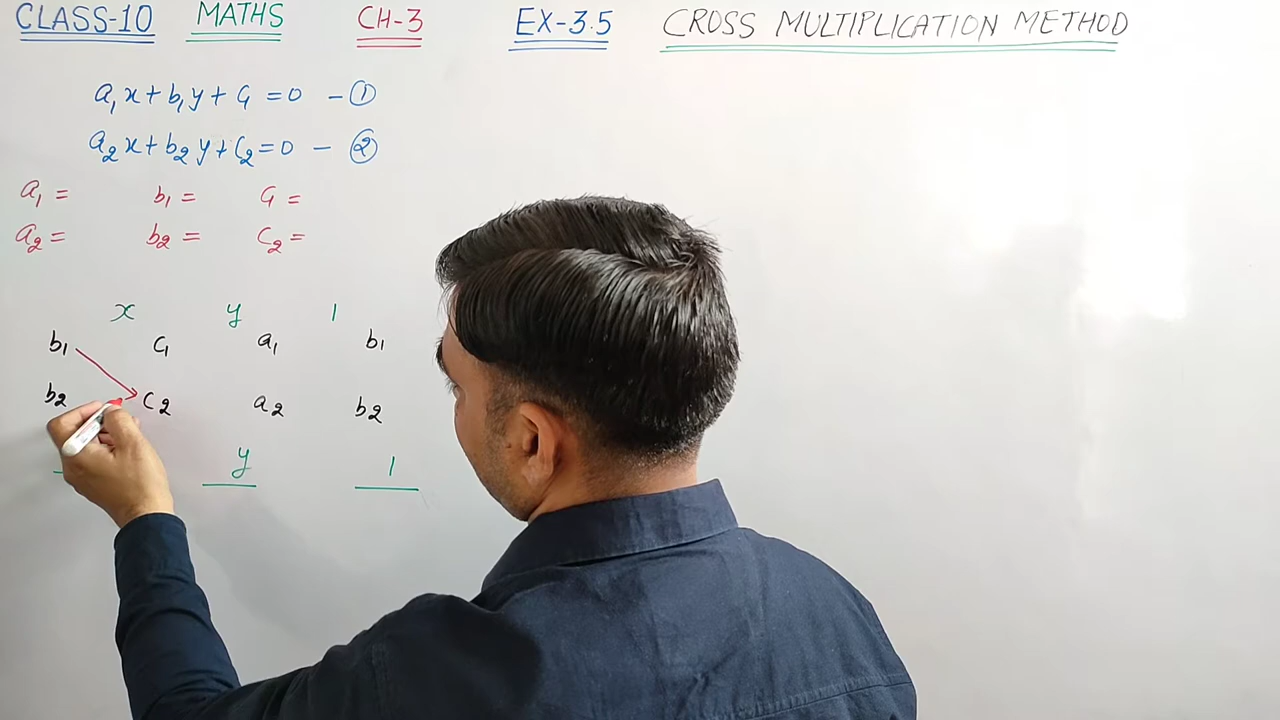 CLASS-10 MATHS CH-3 EX-3.5 CROSS MULTIPLICATION METHOD
a₁x + b₁y + c₁ = 0 - ①
a₂x + b₂y + c₂ = 0 - ②
a₁ = b₁ = c₁ =
a₂ = b₂ = c₂ =
x y 1
b₁ c₁ a₁ b₁
b₂ c₂ a₂ b₂
y 1